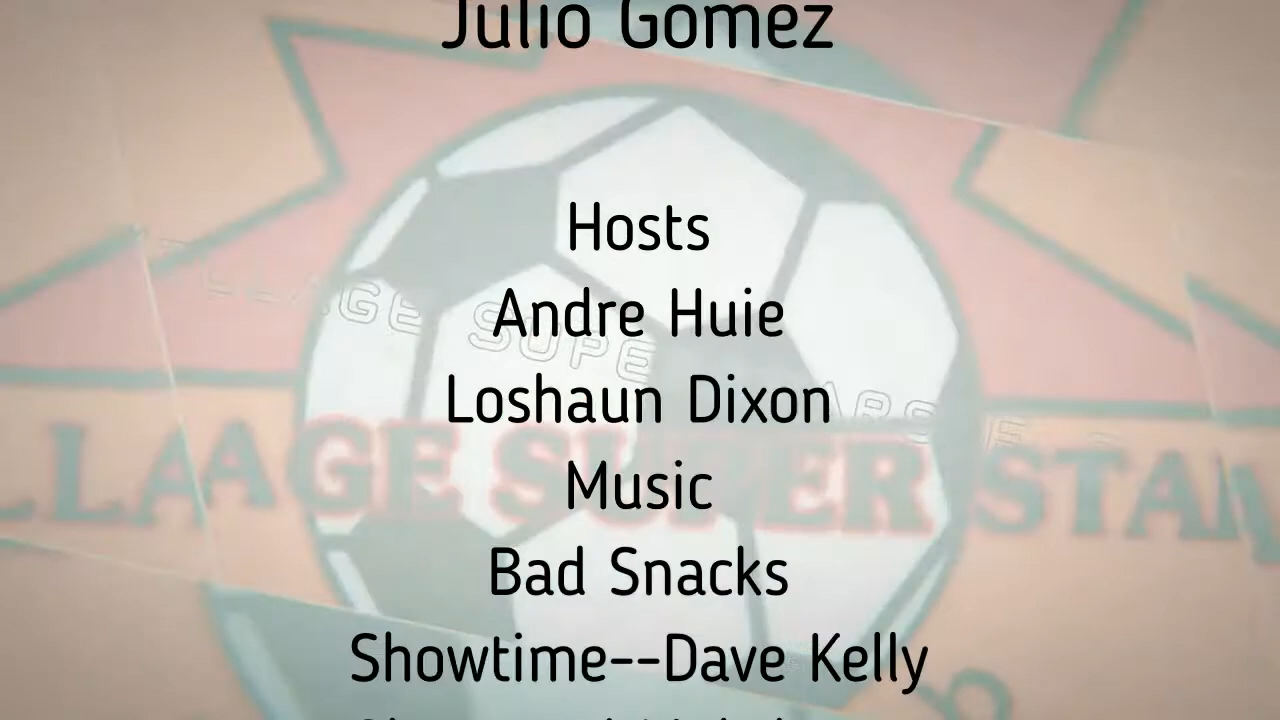 Julio Gomez
Hosts
Andre Huie
Loshaun Dixon
Music
Bad Snacks
Showtime--Dave Kelly